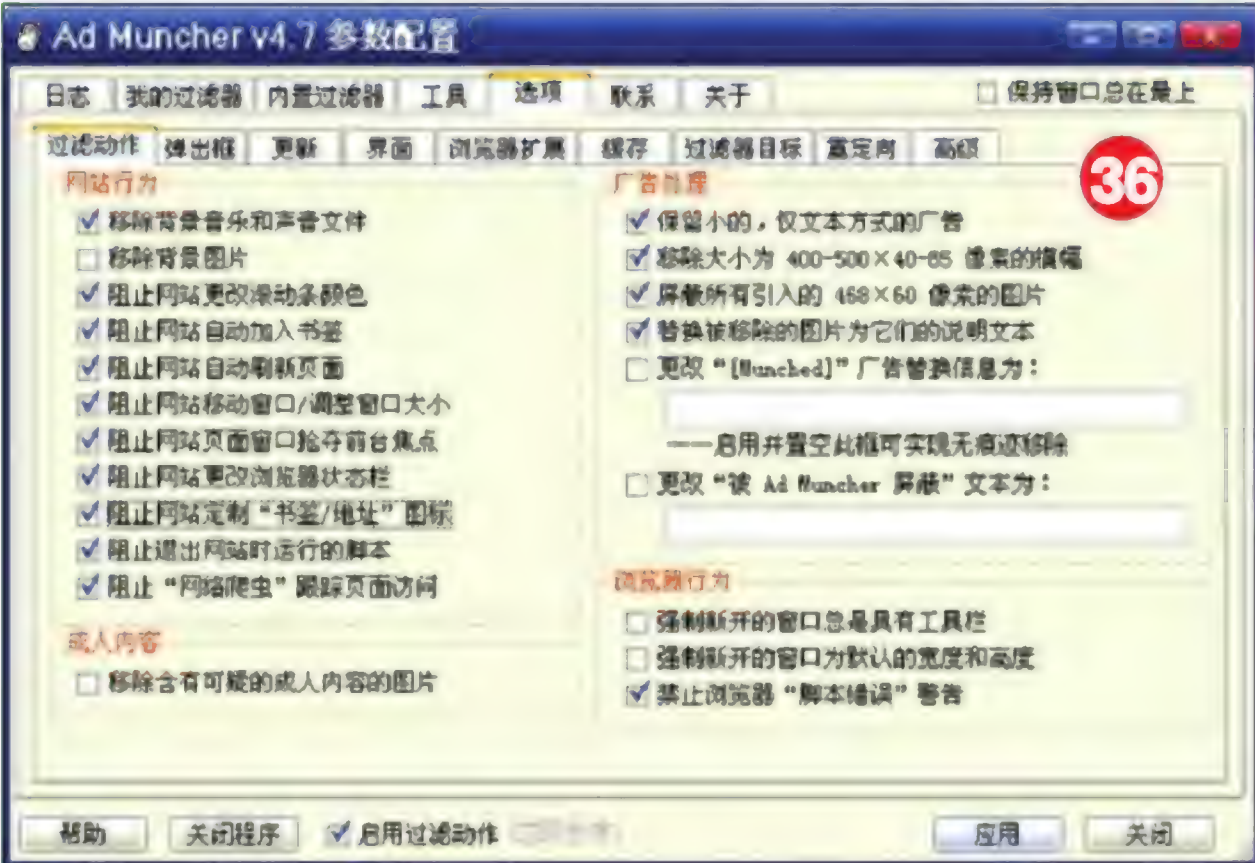 Ad Muncher v4.7 参数配置
日志 我的过滤器 内置过滤器 工具 选项 联系 关于 保持窗口总在最上
过滤动作 弹出框 更新 界面 浏览器扩展 缓存 过滤器目标 重定向 高级
36
网站行为
移除背景音乐和声音文件
移除背景图片
阻止网站更改滚动条颜色
阻止网站自动加入书签
阻止网站自动刷新页面
阻止网站移动窗口/调整窗口大小
阻止网站页面窗口抢夺前台焦点
阻止网站更改浏览器状态栏
阻止网站定制“书签/地址”图标
阻止退出网站时运行的脚本
阻止“网络爬虫”跟踪页面访问
成人内容
移除含有可疑的成人内容的图片
广告处理
保留小的,仅文本方式的广告
移除大小为 400-500×40-85 像素的横幅
屏蔽所有引入的 468×60 像素的图片
替换被移除的图片为它们的说明文本
更改“[Munched]”广告替换信息为:
——启用并置空此框可实现无痕迹移除
更改“被 Ad Muncher 屏蔽”文本为:
浏览器行为
强制新开的窗口总是具有工具栏
强制新开的窗口为默认的宽度和高度
禁止浏览器“脚本错误”警告
帮助 关闭程序 启用过滤动作 应用 关闭